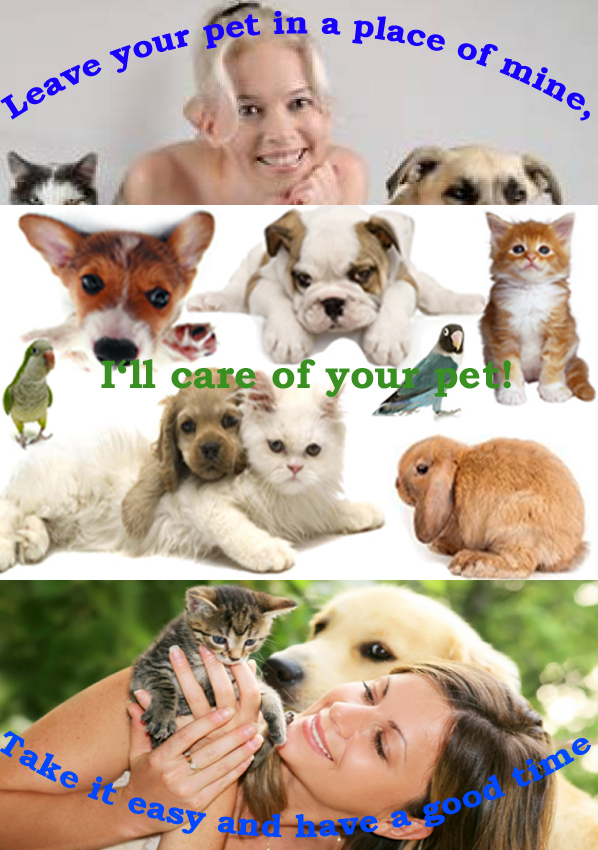 Leave your pet in a place of mine,
I‘ll care of your pet!
Take it easy and have a good time